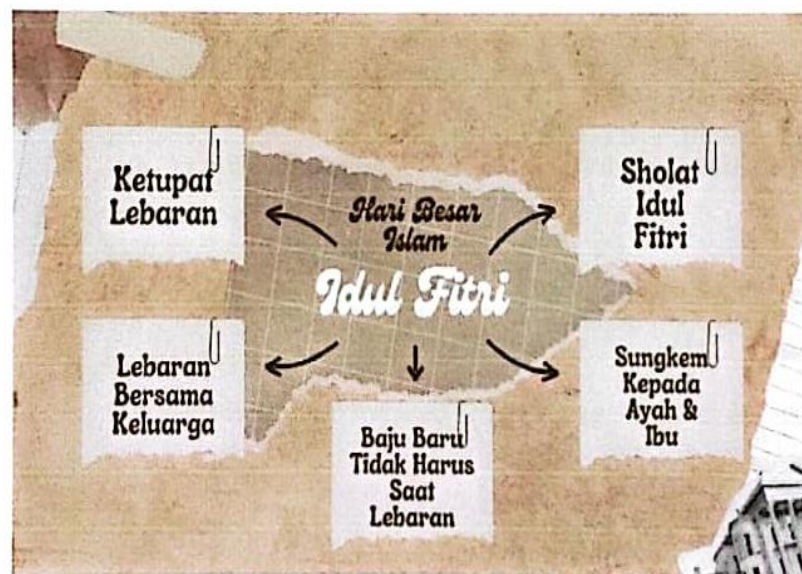 Ketupat
Lebaran
Hari Besar
Islam
Idul Fitri
Sholat
Idul
Fitri
Lebaran
Bersama
Keluarga
Baju Baru
Tidak Harus
Saat
Lebaran
Sungkem
Kepada
Ayah &
Ibu